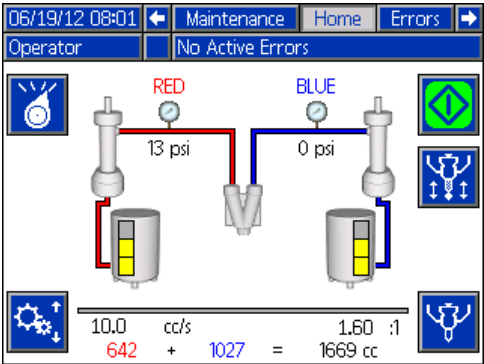 06/19/12 08:01 Maintenance Home Errors
Operator No Active Errors
RED BLUE
13 psi 0 psi
10.0 cc/s 1.60 :1
642 + 1027 = 1669 cc